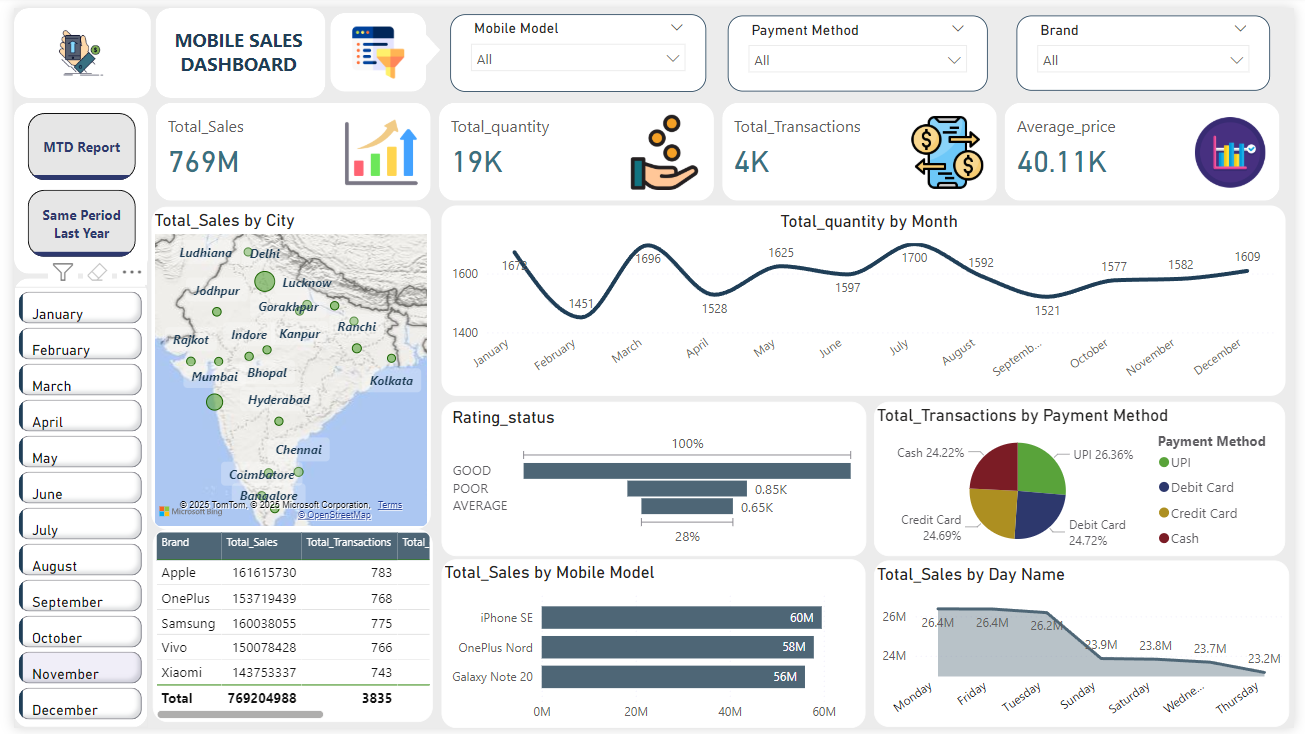 MOBILE SALES
DASHBOARD
Mobile Model
All
Payment Method
All
Brand
All
MTD Report
Same Period
Last Year
Total_Sales
769M
Total_quantity
19K
Total_Transactions
4K
Average_price
40.11K
January
February
March
April
May
June
July
August
September
October
November
December
Total_Sales by City
Ludhiana
Delhi
Lucknow
Jodhpur
Gorakhpur
Ranchi
Rajkot
Indore
Kanpur
Mumbai
Bhopal
Kolkata
Hyderabad
Chennai
Coimbatore
Bangalore
© 2025 TomTom, © 2025 Microsoft Corporation, Terms
Microsoft Bing
© OpenStreetMap
Brand Total_Sales Total_Transactions Total_
Apple 161615730 783
OnePlus 153719439 768
Samsung 160038055 775
Vivo 150078428 766
Xiaomi 143753337 743
Total 769204988 3835
Total_quantity by Month
1600
1400
1451
1696
1528
1625
1597
1700
1592
1521
1577
1582
1609
January
February
March
April
May
June
July
August
Septemb...
October
November
December
Rating_status
100%
GOOD
POOR 0.85K
AVERAGE 0.65K
28%
Total_Transactions by Payment Method
Cash 24.22%
UPI 26.36%
Credit Card
24.69%
Debit Card
24.72%
Payment Method
UPI
Debit Card
Credit Card
Cash
Total_Sales by Mobile Model
iPhone SE 60M
OnePlus Nord 58M
Galaxy Note 20 56M
0M 20M 40M 60M
Total_Sales by Day Name
26M
24M
26.4M
26.4M
26.2M
23.9M
23.8M
23.7M
23.2M
Monday
Friday
Tuesday
Sunday
Saturday
Wedne...
Thursday